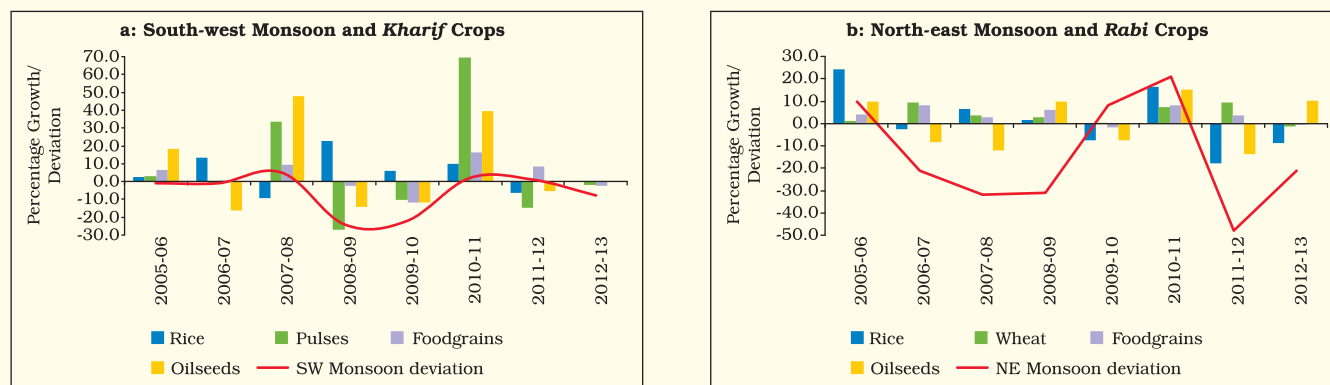 a: South-west Monsoon and Kharif Crops
Percentage Growth/
Deviation
70.0
60.0
50.0
40.0
30.0
20.0
10.0
0.0
-10.0
-20.0
-30.0
2005-06
2006-07
2007-08
2008-09
2009-10
2010-11
2011-12
2012-13
Rice
Pulses
Foodgrains
Oilseeds
SW Monsoon deviation
b: North-east Monsoon and Rabi Crops
Percentage Growth/
Deviation
30.0
20.0
10.0
0.0
-10.0
-20.0
-30.0
-40.0
-50.0
2005-06
2006-07
2007-08
2008-09
2009-10
2010-11
2011-12
2012-13
Rice
Wheat
Foodgrains
Oilseeds
NE Monsoon deviation